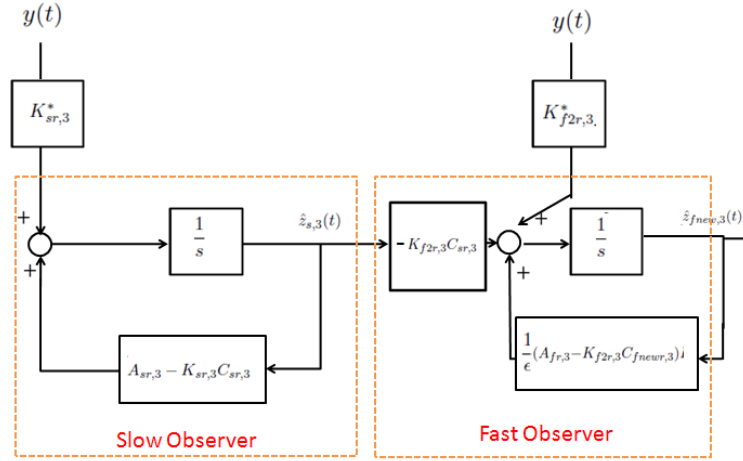 y(t)
y(t)
K*sr,3
K*f2r,3.
+
+
1/s
ẑs,3(t)
-Kf2r,3Csr,3
+
+
1/s
ẑfnew,3(t)
Asr,3 − Ksr,3Csr,3
1/ϵ(Afr,3−Kf2r,3Cfnewr,3)
Slow Observer
Fast Observer